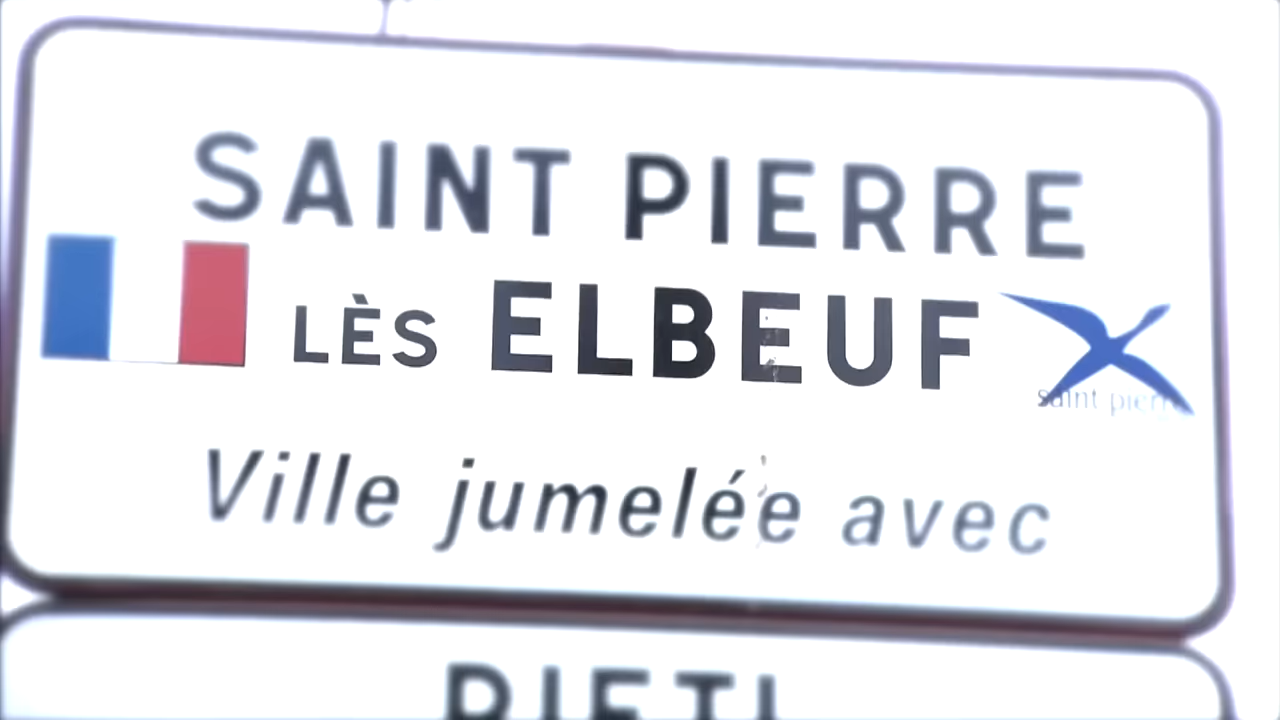 SAINT PIERRE
LÈS ELBEUF
saint pierre
Ville jumelée avec